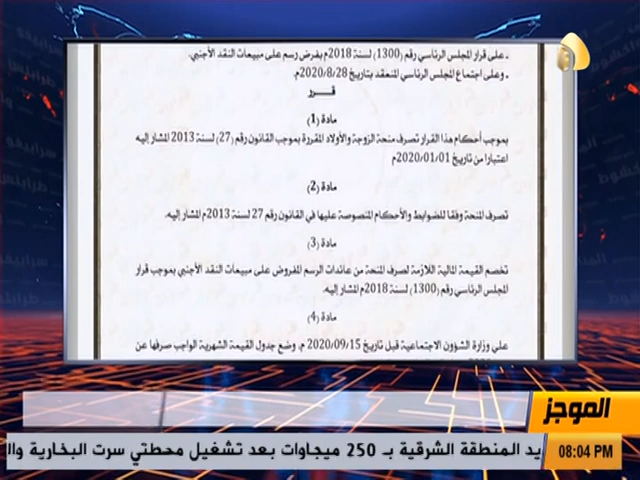 ـ على قرار المجلس الرئاسي رقم (1300) لسنة 2018م بفرض رسم على مبيعات النقد الأجنبي.
ـ وعلى اجتماع المجلس الرئاسي المنعقد بتاريخ 2020/8/28م.
قـــرر
مادة (1)
بموجب أحكام هذا القرار تصرف منحة الزوجة والأولاد المقررة بموجب القانون رقم (27) لسنة 2013 المشار إليه
اعتبارا من تاريخ 2020/01/01م
مادة (2)
تصرف المنحة وفقا للضوابط والأحكام المنصوصة عليها في القانون رقم 27 لسنة 2013م المشار إليه.
مادة (3)
تخصم القيمة المالية اللازمة لصرف المنحة من عائدات الرسم المفروض على مبيعات النقد الأجنبي بموجب قرار
المجلس الرئاسي رقم (1300) لسنة 2018م المشار إليه.
مادة (4)
علي وزارة الشؤون الاجتماعية قبل تاريخ 2020/09/15 م. وضع جدول القيمة الشهرية الواجب صرفها عن
الموجز
08:04 PM
يد المنطقة الشرقية بـ 250 ميجاوات بعد تشغيل محطتي سرت البخارية وال